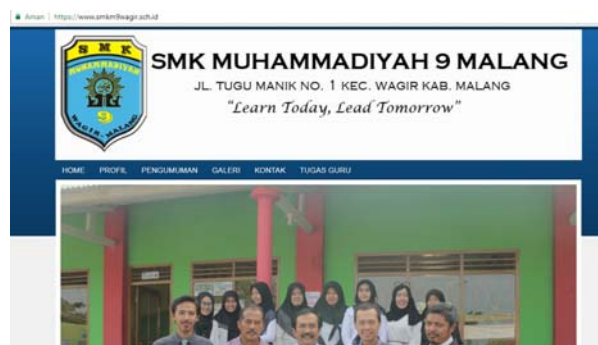 Aman | https://www.smkm9wagir.sch.id
S M K
MUHAMMADIYAH
9
WAGIR. MALANG
SMK MUHAMMADIYAH 9 MALANG
JL. TUGU MANIK NO. 1 KEC. WAGIR KAB. MALANG
"Learn Today, Lead Tomorrow"
HOME PROFIL PENGUMUMAN GALERI KONTAK TUGAS GURU